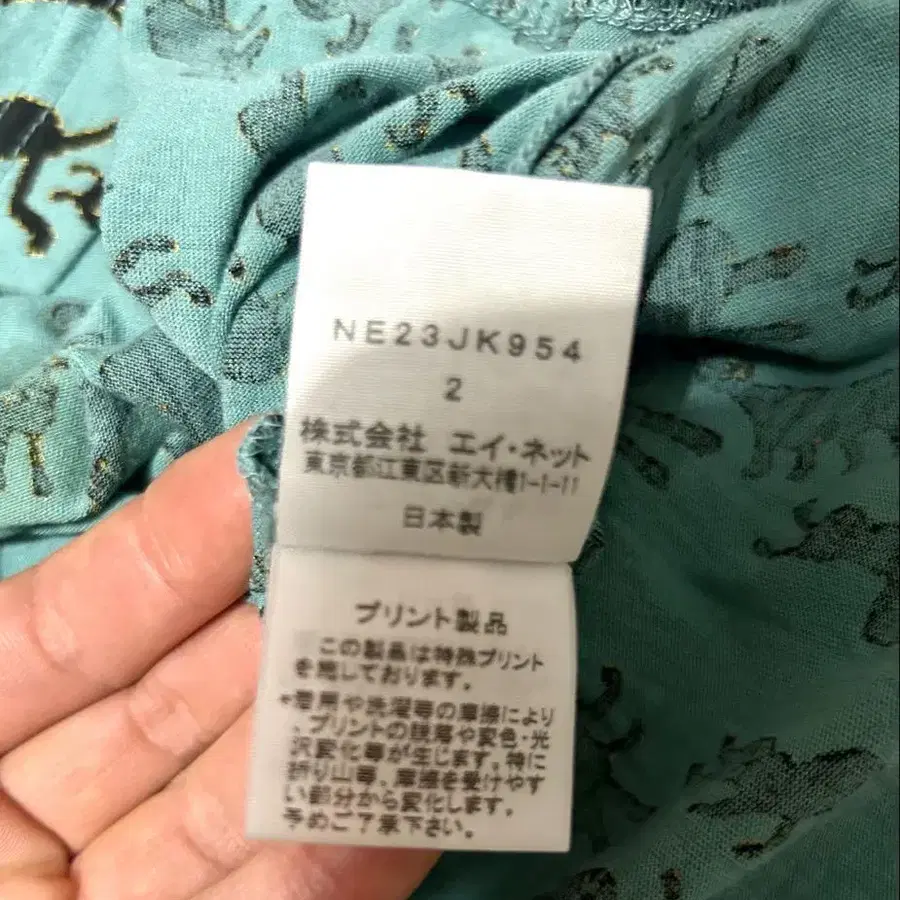 NE23JK954
2
株式会社 エイ・ネット
東京都江東区新大橋1-1-11
日本製
プリント製品
この製品は特殊プリント
を施しております。
*着用や洗濯等の摩擦により
、プリントの脱落や変色・光
沢変化等が生じます。特に
折り山等、摩擦を受けやす
い部分から変化します。
予めご了承下さい。